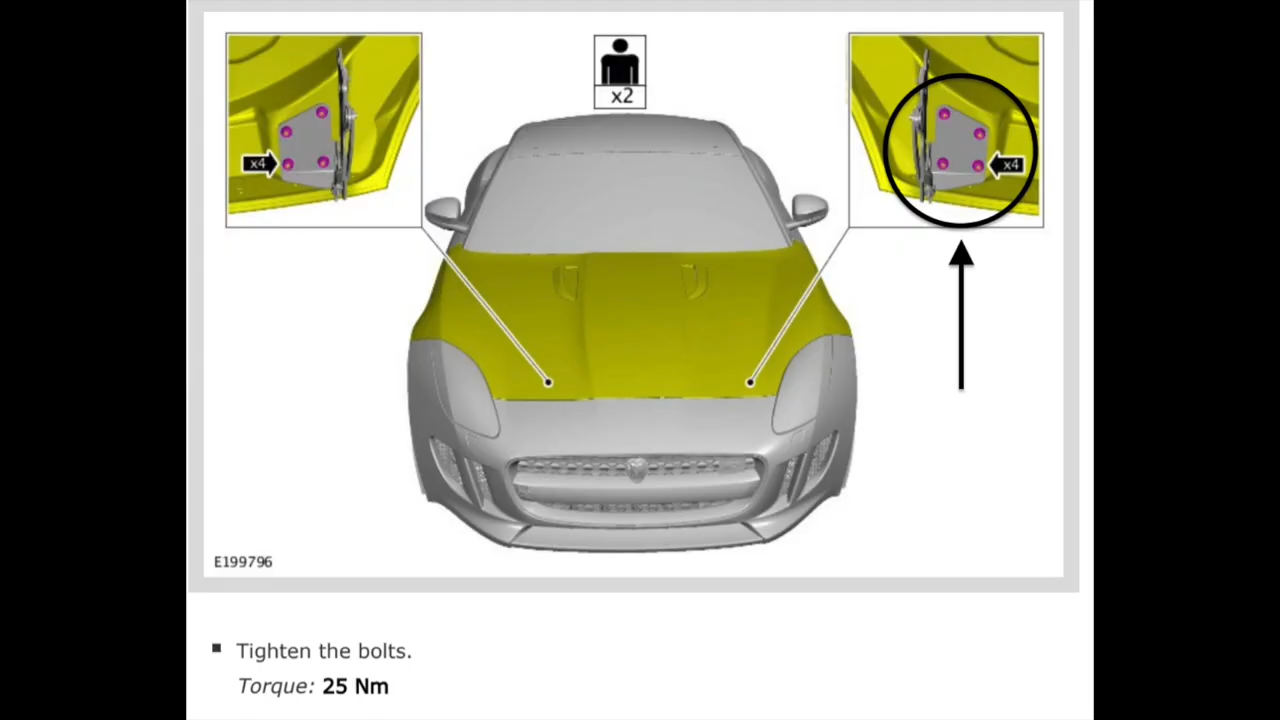 x2
x4
x4
E199796
Tighten the bolts.
Torque: 25 Nm